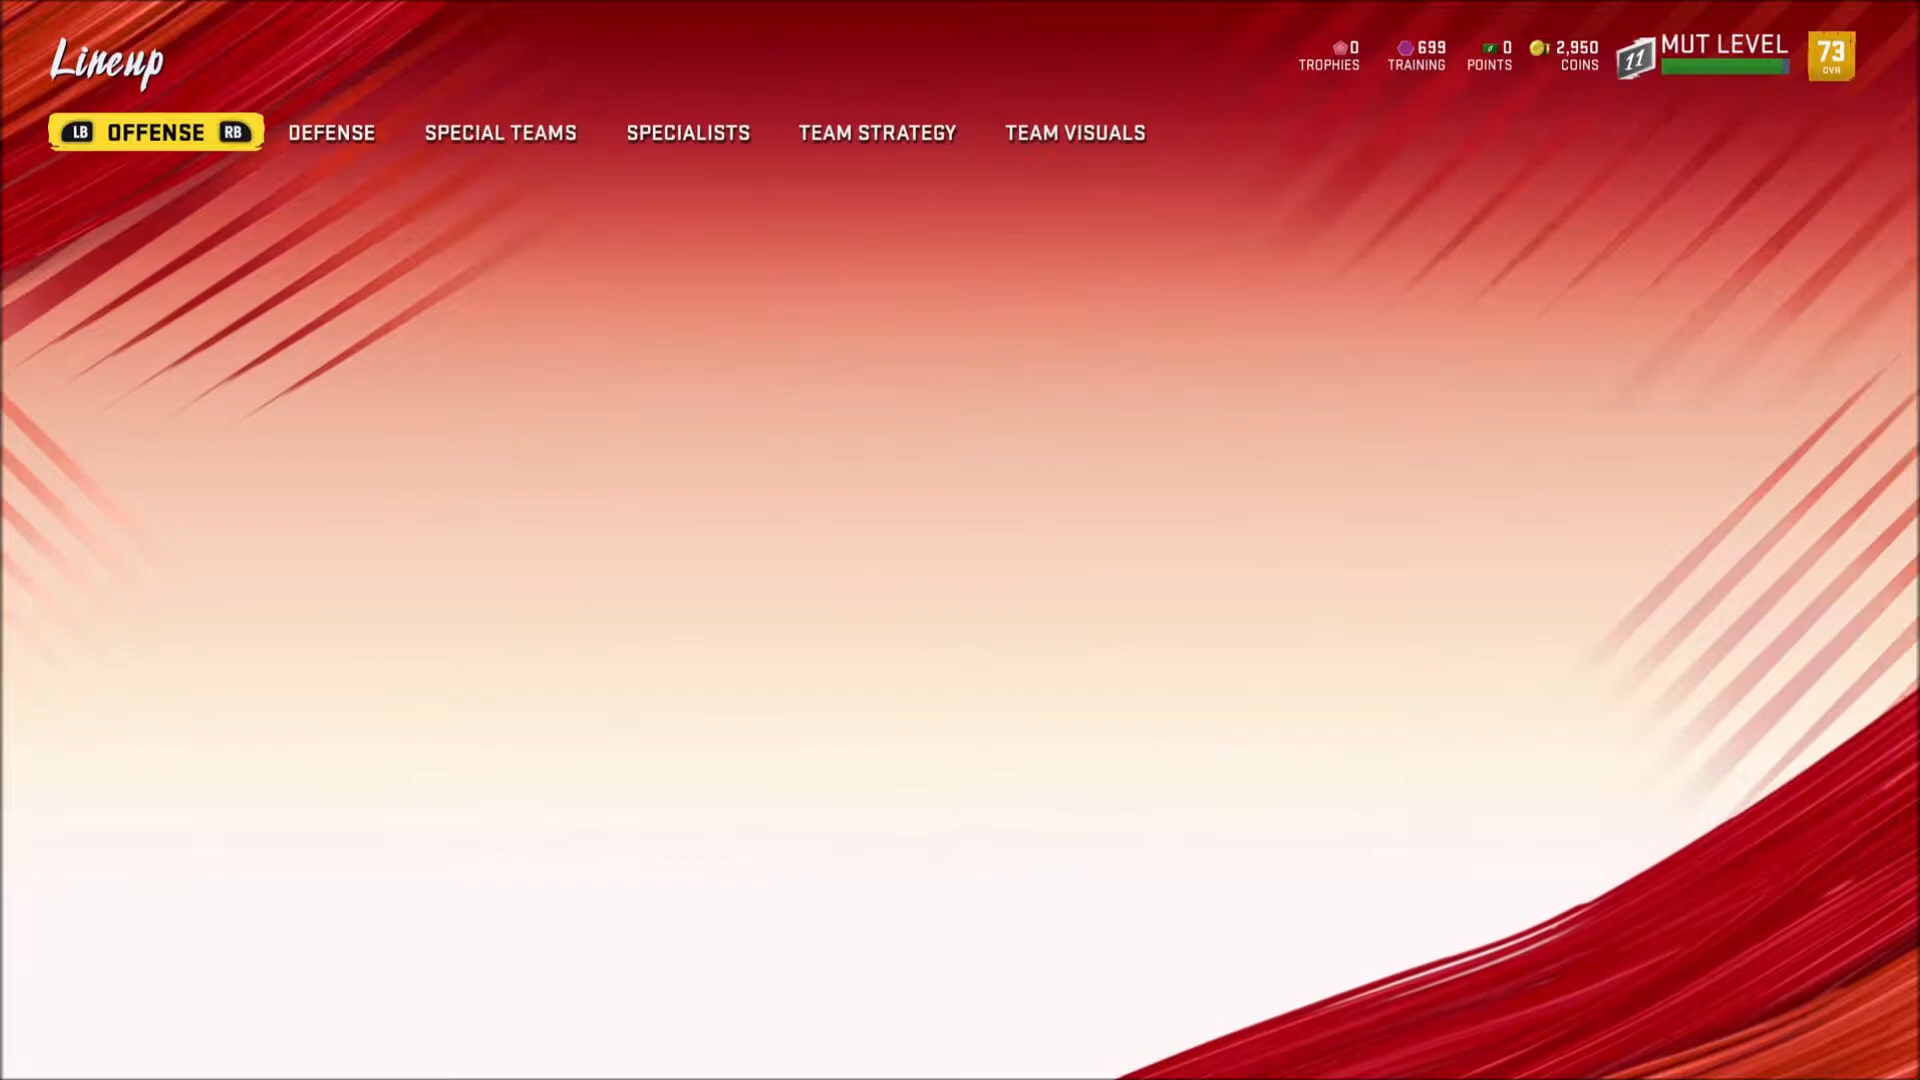 Lineup
0
TROPHIES
699
TRAINING
0
POINTS
2,950
COINS
11
MUT LEVEL
73
OVR
LB OFFENSE RB DEFENSE SPECIAL TEAMS SPECIALISTS TEAM STRATEGY TEAM VISUALS